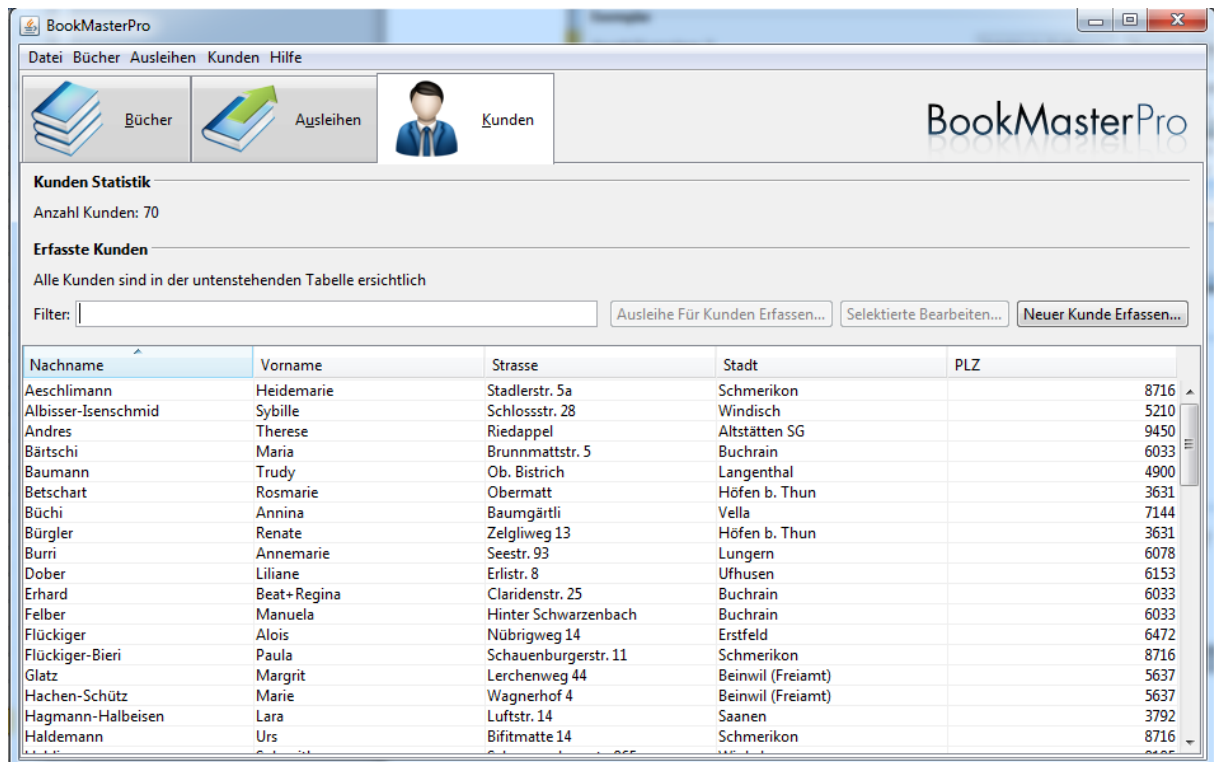 BookMasterPro
Datei Bücher Ausleihen Kunden Hilfe
Bücher Ausleihen Kunden BookMasterPro
Kunden Statistik
Anzahl Kunden: 70
Erfasste Kunden
Alle Kunden sind in der untenstehenden Tabelle ersichtlich
Filter: Ausleihe Für Kunden Erfassen... Selektierte Bearbeiten... Neuer Kunde Erfassen...
Nachname Vorname Strasse Stadt PLZ
Aeschlimann Heidemarie Stadlerstr. 5a Schmerikon 8716
Albisser-Isenschmid Sybille Schlossstr. 28 Windisch 5210
Andres Therese Riedappel Altstätten SG 9450
Bärtschi Maria Brunnmattstr. 5 Buchrain 6033
Baumann Trudy Ob. Bistrich Langenthal 4900
Betschart Rosmarie Obermatt Höfen b. Thun 3631
Büchi Annina Baumgärtli Vella 7144
Bürgler Renate Zelgliweg 13 Höfen b. Thun 3631
Burri Annemarie Seestr. 93 Lungern 6078
Dober Liliane Erlistr. 8 Ufhusen 6153
Erhard Beat+Regina Claridenstr. 25 Buchrain 6033
Felber Manuela Hinter Schwarzenbach Buchrain 6033
Flückiger Alois Nübrigweg 14 Erstfeld 6472
Flückiger-Bieri Paula Schauenburgerstr. 11 Schmerikon 8716
Glatz Margrit Lerchenweg 44 Beinwil (Freiamt) 5637
Hachen-Schütz Marie Wagnerhof 4 Beinwil (Freiamt) 5637
Hagmann-Halbeisen Lara Luftstr. 14 Saanen 3792
Haldemann Urs Bifitmatte 14 Schmerikon 8716